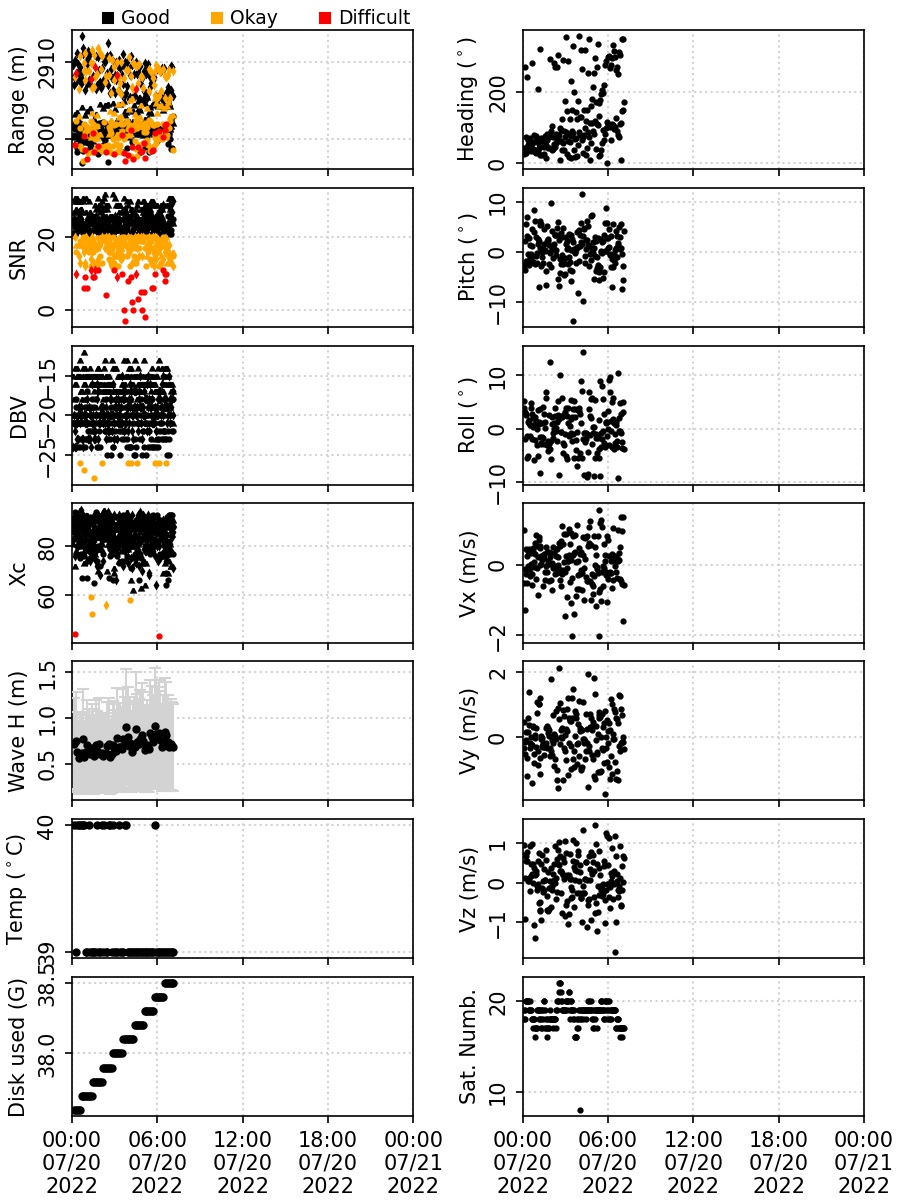 Good Okay Difficult
Range (m)
2910
2800
Heading (°)
200
0
SNR
20
0
Pitch (°)
10
0
−10
DBV
−15
−20
−25
Roll (°)
10
0
−10
Xc
80
60
Vx (m/s)
0
−2
Wave H (m)
1.5
1.0
0.5
Vy (m/s)
2
0
Temp (°C)
40
39
Vz (m/s)
1
0
−1
Disk used (G)
38.5
38.0
Sat. Numb.
20
10
00:00 06:00 12:00 18:00 00:00
07/20 07/20 07/20 07/20 07/21
2022 2022 2022 2022 2022
00:00 06:00 12:00 18:00 00:00
07/20 07/20 07/20 07/20 07/21
2022 2022 2022 2022 2022